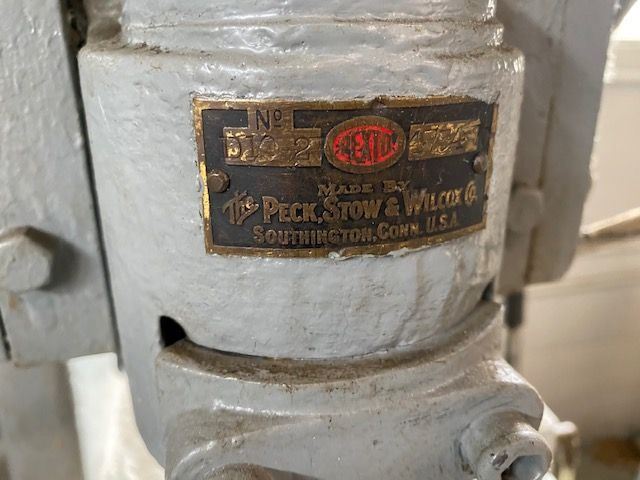 Nº
PEXTO
MADE BY
The PECK, STOW & WILCOX Co.
SOUTHINGTON, CONN. U.S.A.